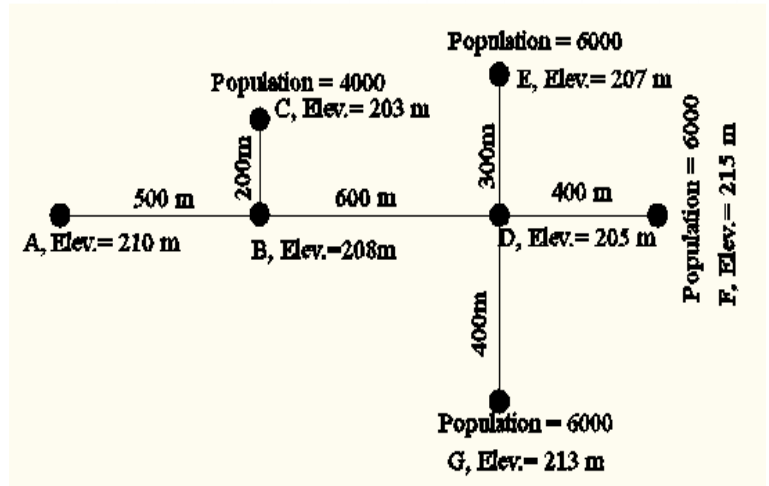 Population = 6000
E, Elev.= 207 m
Population = 4000
C, Elev.= 203 m
200m
300m
500 m
600 m
400 m
A, Elev.= 210 m
B, Elev.=208m
D, Elev.= 205 m
Population = 6000
F, Elev.= 215 m
400m
Population = 6000
G, Elev.= 213 m